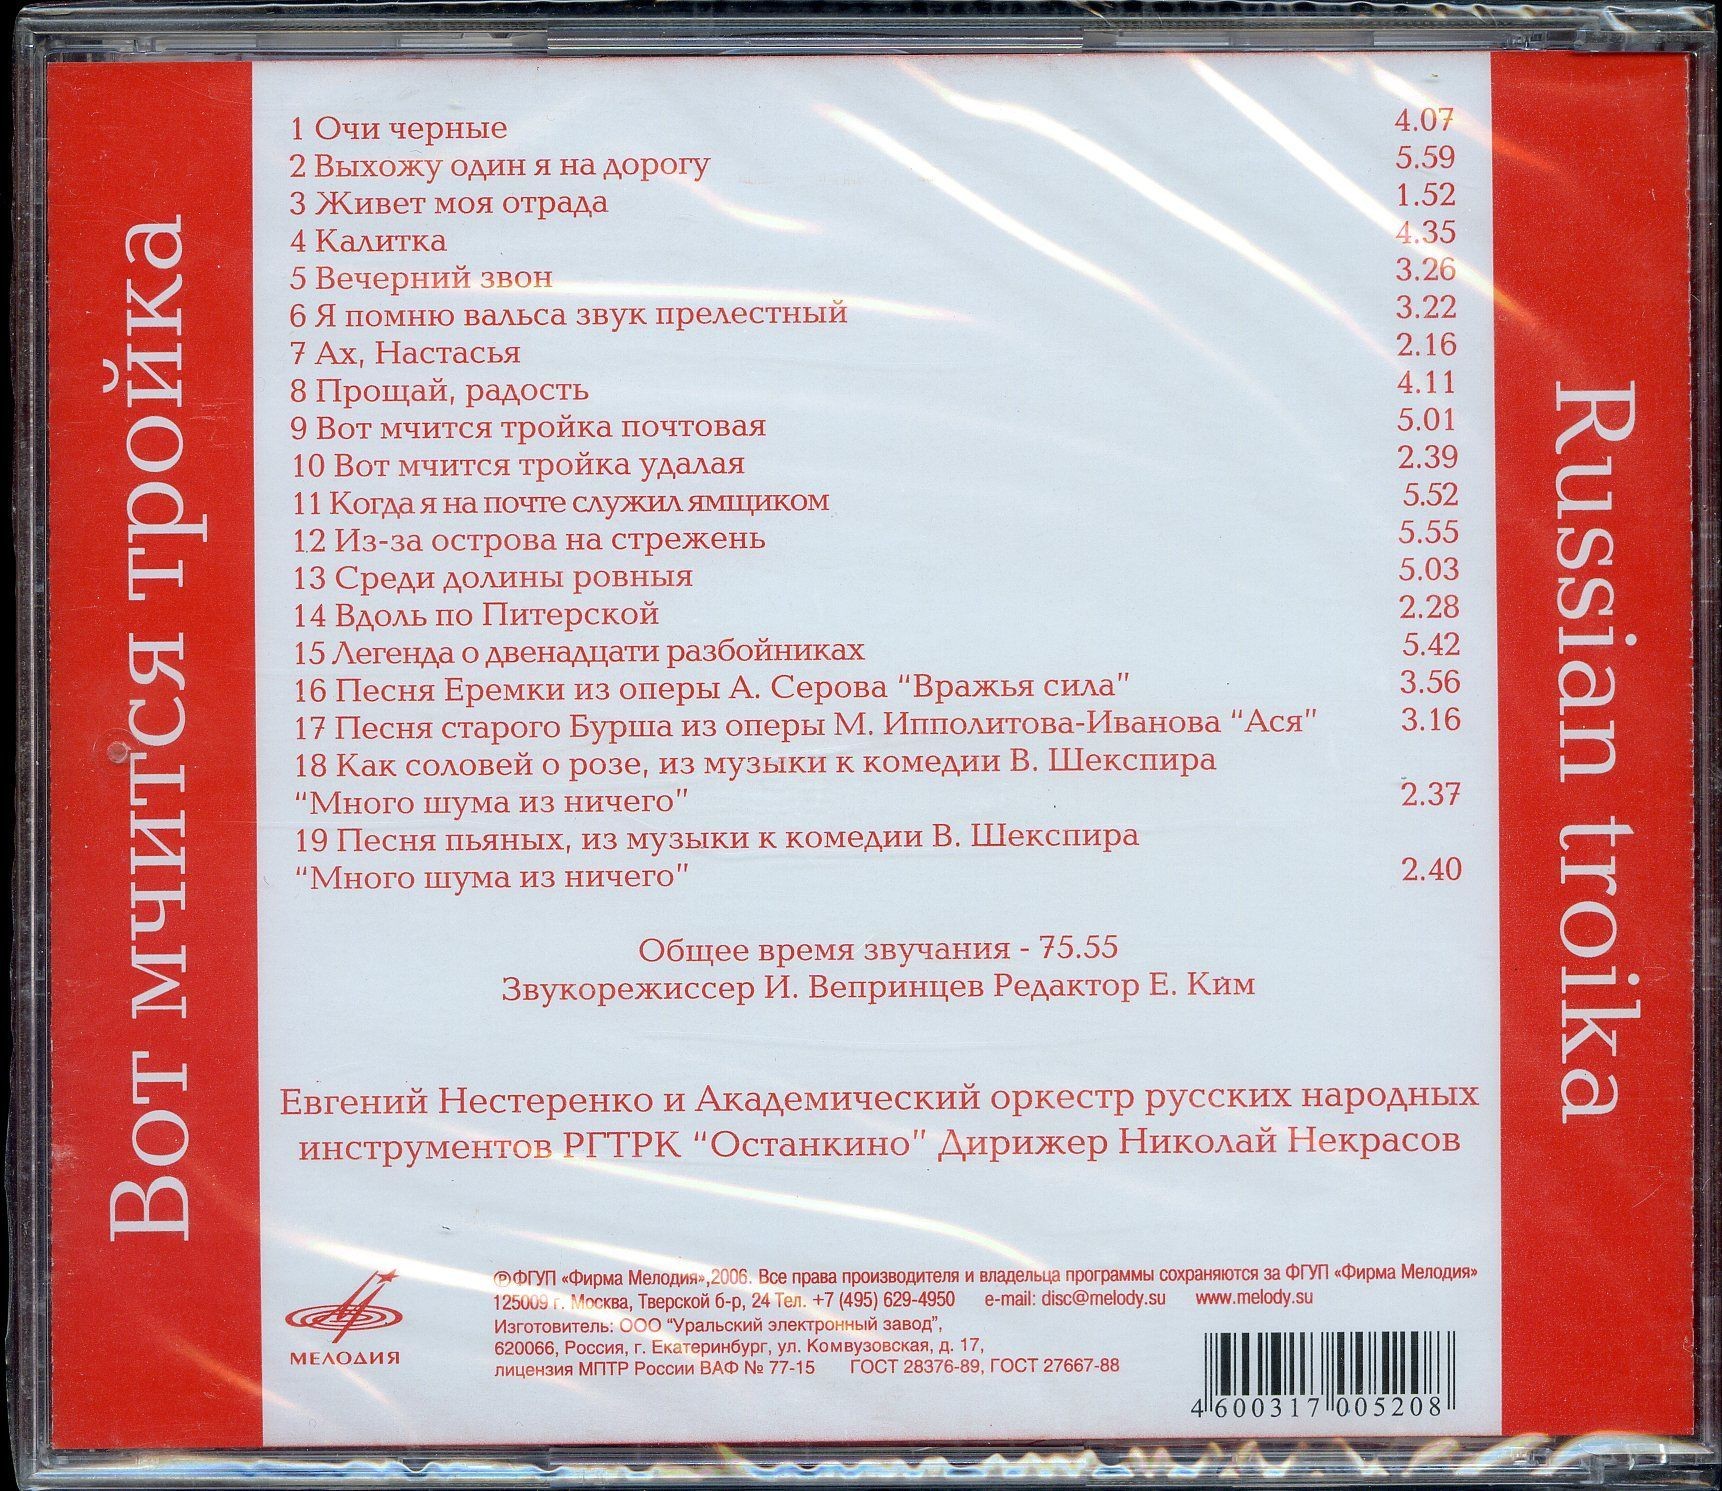 Вот мчится тройка
1 Очи черные 4.07
2 Выхожу один я на дорогу 5.59
3 Живет моя отрада 1.52
4 Калитка 4.35
5 Вечерний звон 3.26
6 Я помню вальса звук прелестный 3.22
7 Ах, Настасья 2.16
8 Прощай, радость 4.11
9 Вот мчится тройка почтовая 5.01
10 Вот мчится тройка удалая 2.39
11 Когда я на почте служил ямщиком 5.52
12 Из-за острова на стрежень 5.55
13 Среди долины ровныя 5.03
14 Вдоль по Питерской 2.28
15 Легенда о двенадцати разбойниках 5.42
16 Песня Еремки из оперы А. Серова “Вражья сила” 3.56
17 Песня старого Бурша из оперы М. Ипполитова-Иванова “Ася” 3.16
18 Как соловей о розе, из музыки к комедии В. Шекспира
“Много шума из ничего” 2.37
19 Песня пьяных, из музыки к комедии В. Шекспира
“Много шума из ничего” 2.40
Общее время звучания - 75.55
Звукорежиссер И. Вепринцев Редактор Е. Ким
Евгений Нестеренко и Академический оркестр русских народных
инструментов РГТРК “Останкино” Дирижер Николай Некрасов
МЕЛОДИЯ
℗ФГУП «Фирма Мелодия»,2006. Все права производителя и владельца программы сохраняются за ФГУП «Фирма Мелодия»
125009 г. Москва, Тверской б-р, 24 Тел. +7 (495) 629-4950 e-mail: disc@melody.su www.melody.su
Изготовитель: ООО “Уральский электронный завод”,
620066, Россия, г. Екатеринбург, ул. Комвузовская, д. 17,
лицензия МПТР России ВАФ № 77-15 ГОСТ 28376-89, ГОСТ 27667-88
4 600317 005208
Russian troika